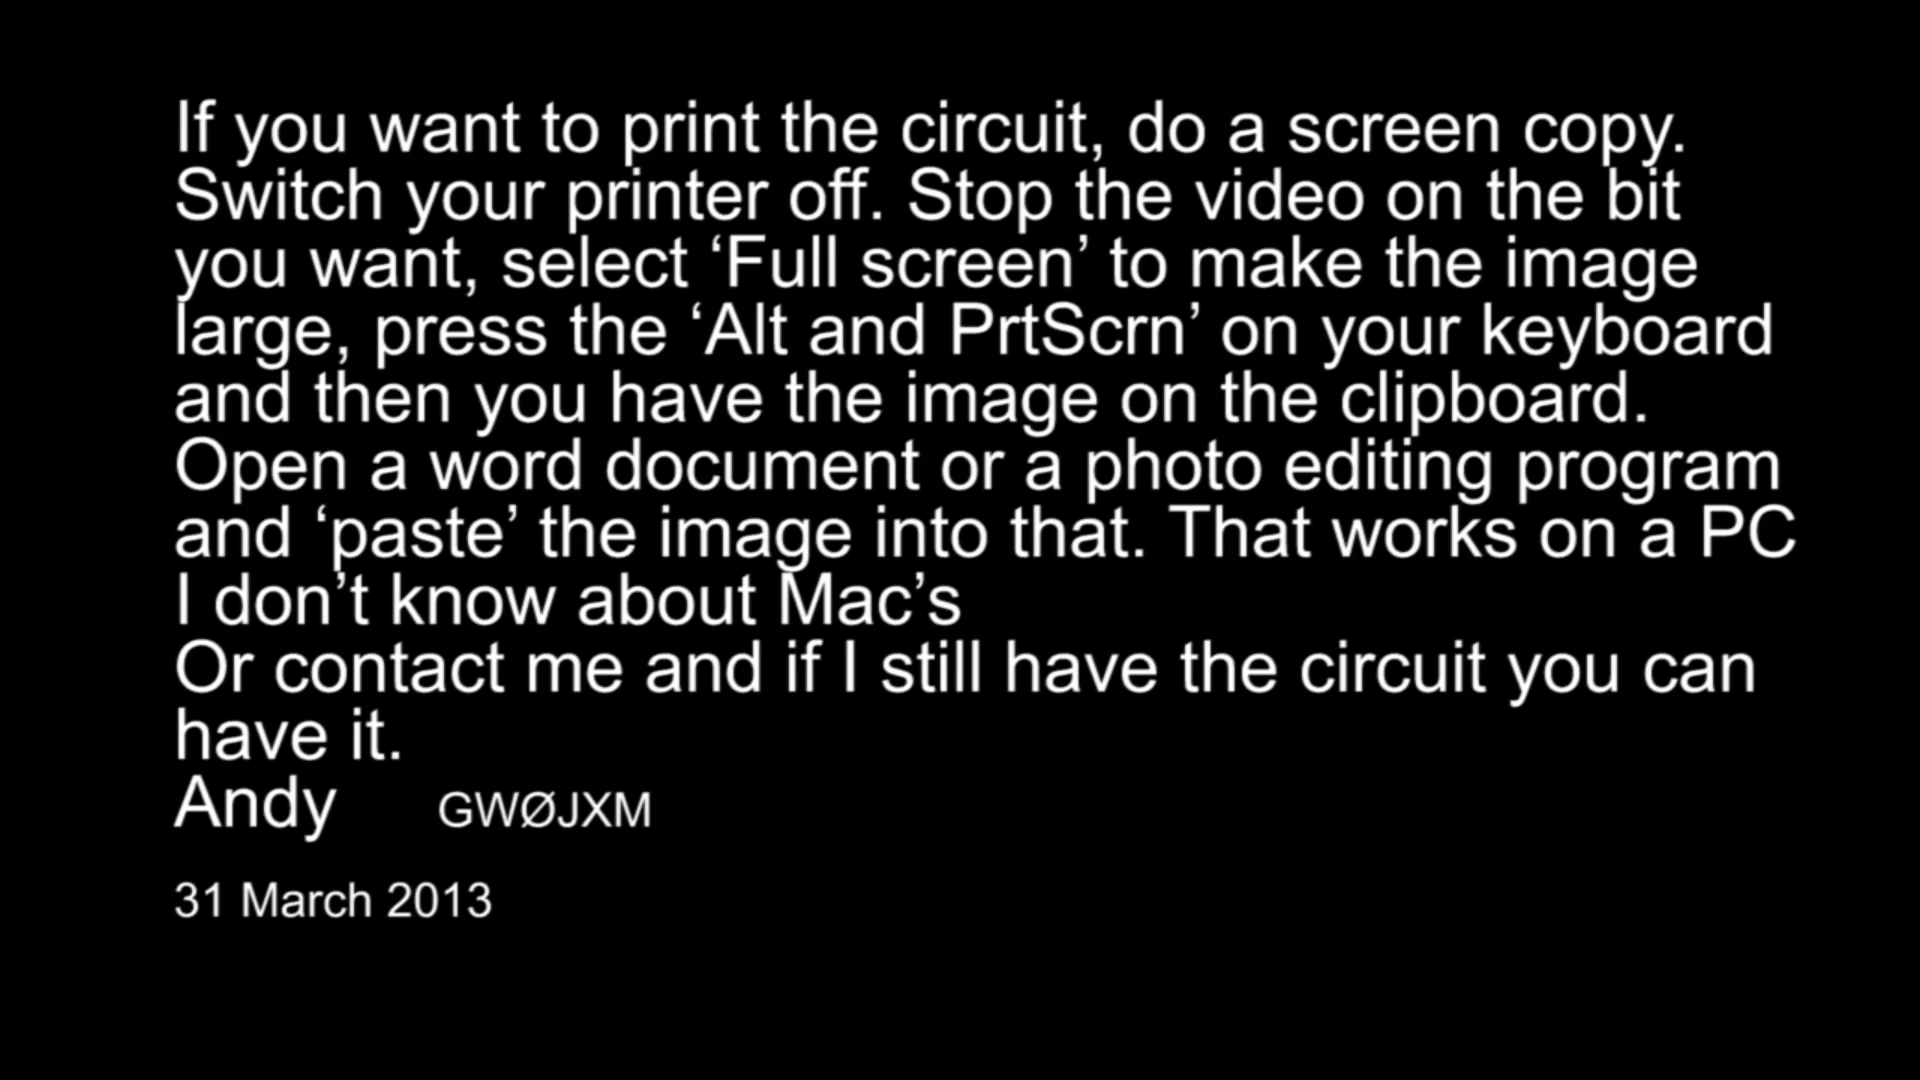 If you want to print the circuit, do a screen copy.
Switch your printer off. Stop the video on the bit
you want, select ‘Full screen’ to make the image
large, press the ‘Alt and PrtScrn’ on your keyboard
and then you have the image on the clipboard.
Open a word document or a photo editing program
and ‘paste’ the image into that. That works on a PC
I don’t know about Mac’s
Or contact me and if I still have the circuit you can
have it.
Andy GWØJXM
31 March 2013